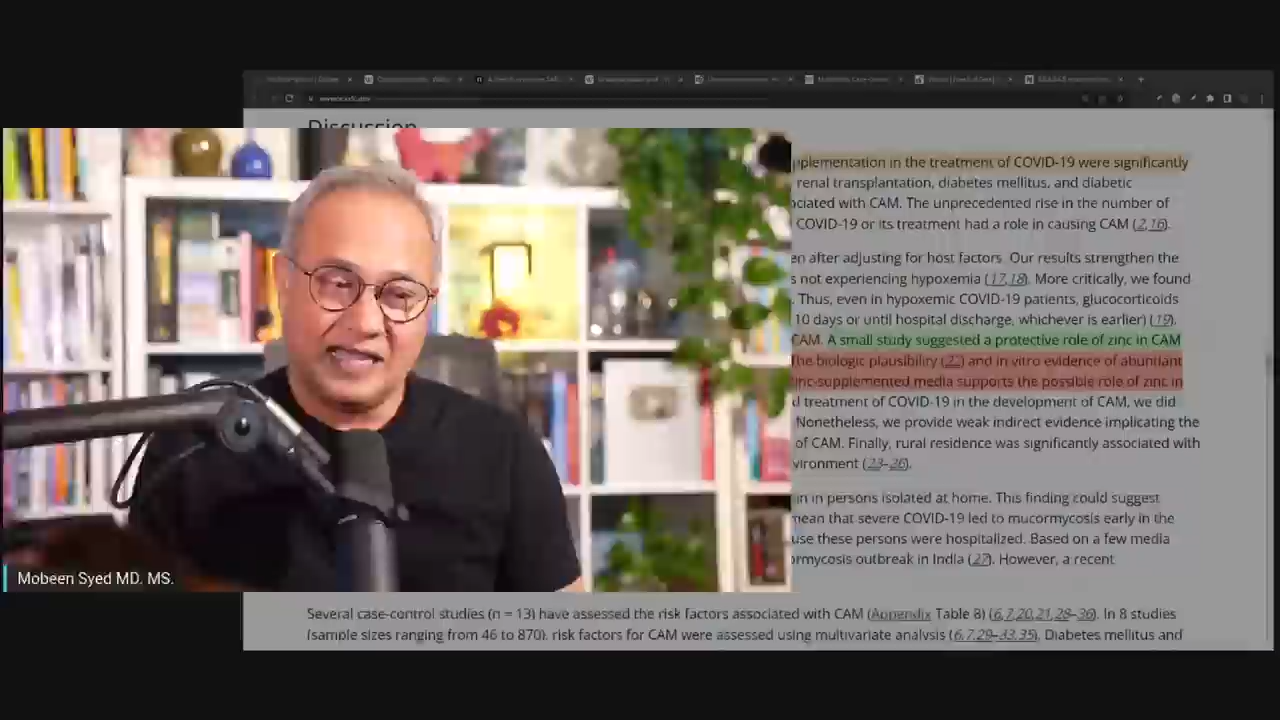 Discussion
pplementation in the treatment of COVID-19 were significantly
renal transplantation, diabetes mellitus, and diabetic
ociated with CAM. The unprecedented rise in the number of
COVID-19 or its treatment had a role in causing CAM (2,16).
en after adjusting for host factors. Our results strengthen the
s not experiencing hypoxemia (17,18). More critically, we found
. Thus, even in hypoxemic COVID-19 patients, glucocorticoids
10 days or until hospital discharge, whichever is earlier) (19).
CAM. A small study suggested a protective role of zinc in CAM
The biologic plausibility (22) and in vitro evidence of abundant
inc-supplemented media supports the possible role of zinc in
d treatment of COVID-19 in the development of CAM, we did
Nonetheless, we provide weak indirect evidence implicating the
of CAM. Finally, rural residence was significantly associated with
vironment (23–26).
an in persons isolated at home. This finding could suggest
mean that severe COVID-19 led to mucormycosis early in the
use these persons were hospitalized. Based on a few media
ormycosis outbreak in India (27). However, a recent
Mobeen Syed MD. MS.
Several case-control studies (n = 13) have assessed the risk factors associated with CAM (Appendix Table 8) (6,7,20,21,28–36). In 8 studies
(sample sizes ranging from 46 to 870), risk factors for CAM were assessed using multivariate analysis (6,7,29–33,35). Diabetes mellitus and